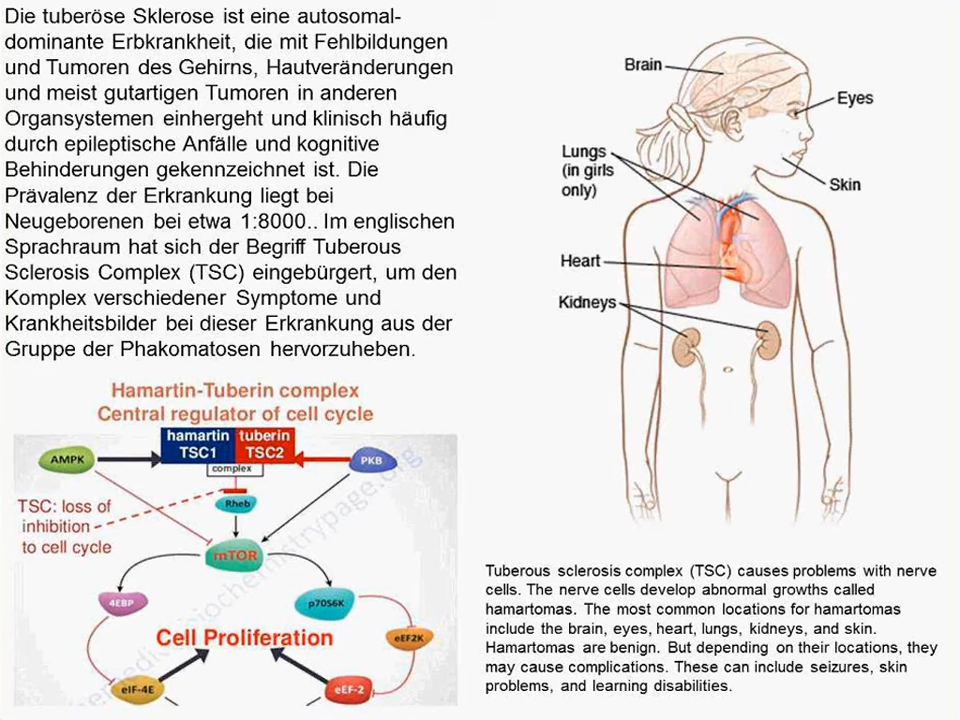 Die tuberöse Sklerose ist eine autosomal-
dominante Erbkrankheit, die mit Fehlbildungen
und Tumoren des Gehirns, Hautveränderungen
und meist gutartigen Tumoren in anderen
Organsystemen einhergeht und klinisch häufig
durch epileptische Anfälle und kognitive
Behinderungen gekennzeichnet ist. Die
Prävalenz der Erkrankung liegt bei
Neugeborenen bei etwa 1:8000.. Im englischen
Sprachraum hat sich der Begriff Tuberous
Sclerosis Complex (TSC) eingebürgert, um den
Komplex verschiedener Symptome und
Krankheitsbilder bei dieser Erkrankung aus der
Gruppe der Phakomatosen hervorzuheben.
Hamartin-Tuberin complex
Central regulator of cell cycle
hamartin tuberin
TSC1 TSC2
complex
AMPK
PKB
Rheb
TSC: loss of
inhibition
to cell cycle
mTOR
4EBP
p70S6K
Cell Proliferation
eEF2K
eIF-4E
eEF-2
Brain
Eyes
Lungs
(in girls
only)
Skin
Heart
Kidneys
Tuberous sclerosis complex (TSC) causes problems with nerve
cells. The nerve cells develop abnormal growths called
hamartomas. The most common locations for hamartomas
include the brain, eyes, heart, lungs, kidneys, and skin.
Hamartomas are benign. But depending on their locations, they
may cause complications. These can include seizures, skin
problems, and learning disabilities.